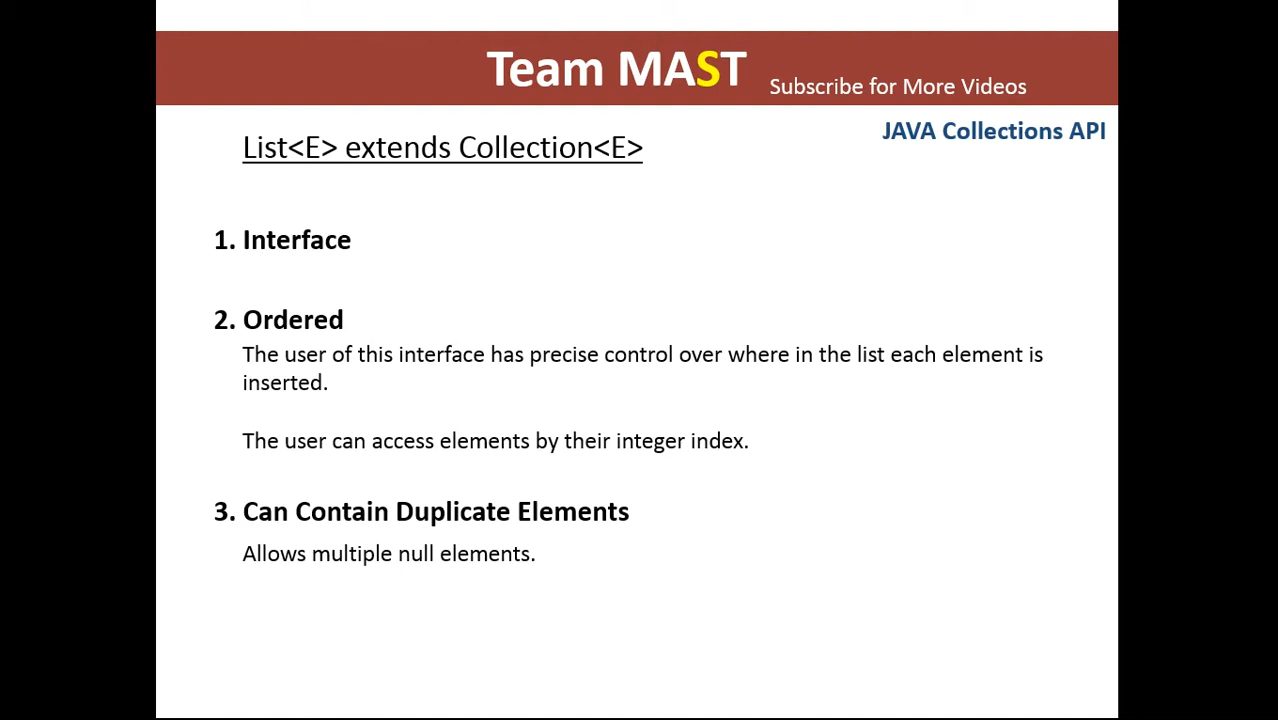 Team MAST
Subscribe for More Videos
JAVA Collections API
List<E> extends Collection<E>
1. Interface
2. Ordered
The user of this interface has precise control over where in the list each element is
inserted.
The user can access elements by their integer index.
3. Can Contain Duplicate Elements
Allows multiple null elements.